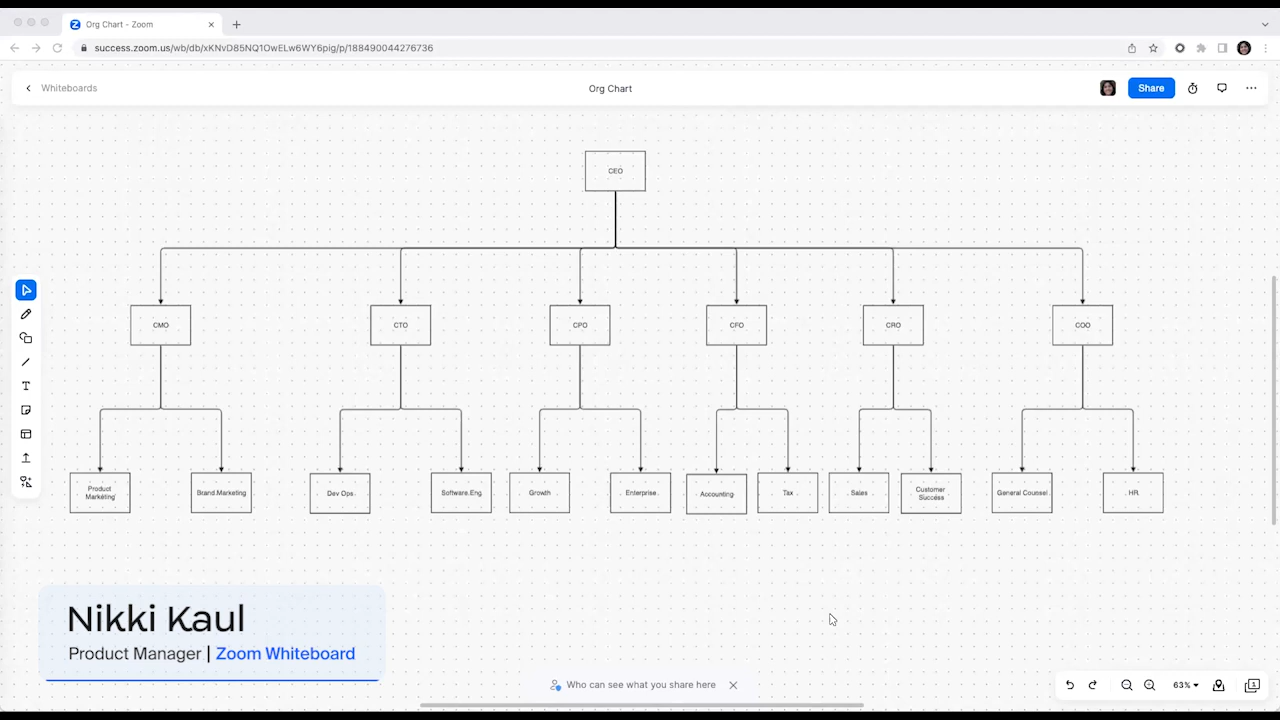 Org Chart - Zoom
success.zoom.us/wb/db/xKNvD85NQ1OwELw6WY6pig/p/188490044276736
Whiteboards
Org Chart
Share
CEO
CMO
CTO
CPO
CFO
CRO
COO
Product
Marketing
Brand Marketing
Dev Ops
Software Eng
Growth
Enterprise
Accounting
Tax
Sales
Customer
Success
General Counsel
HR
Nikki Kaul
Product Manager | Zoom Whiteboard
Who can see what you share here
63%
1